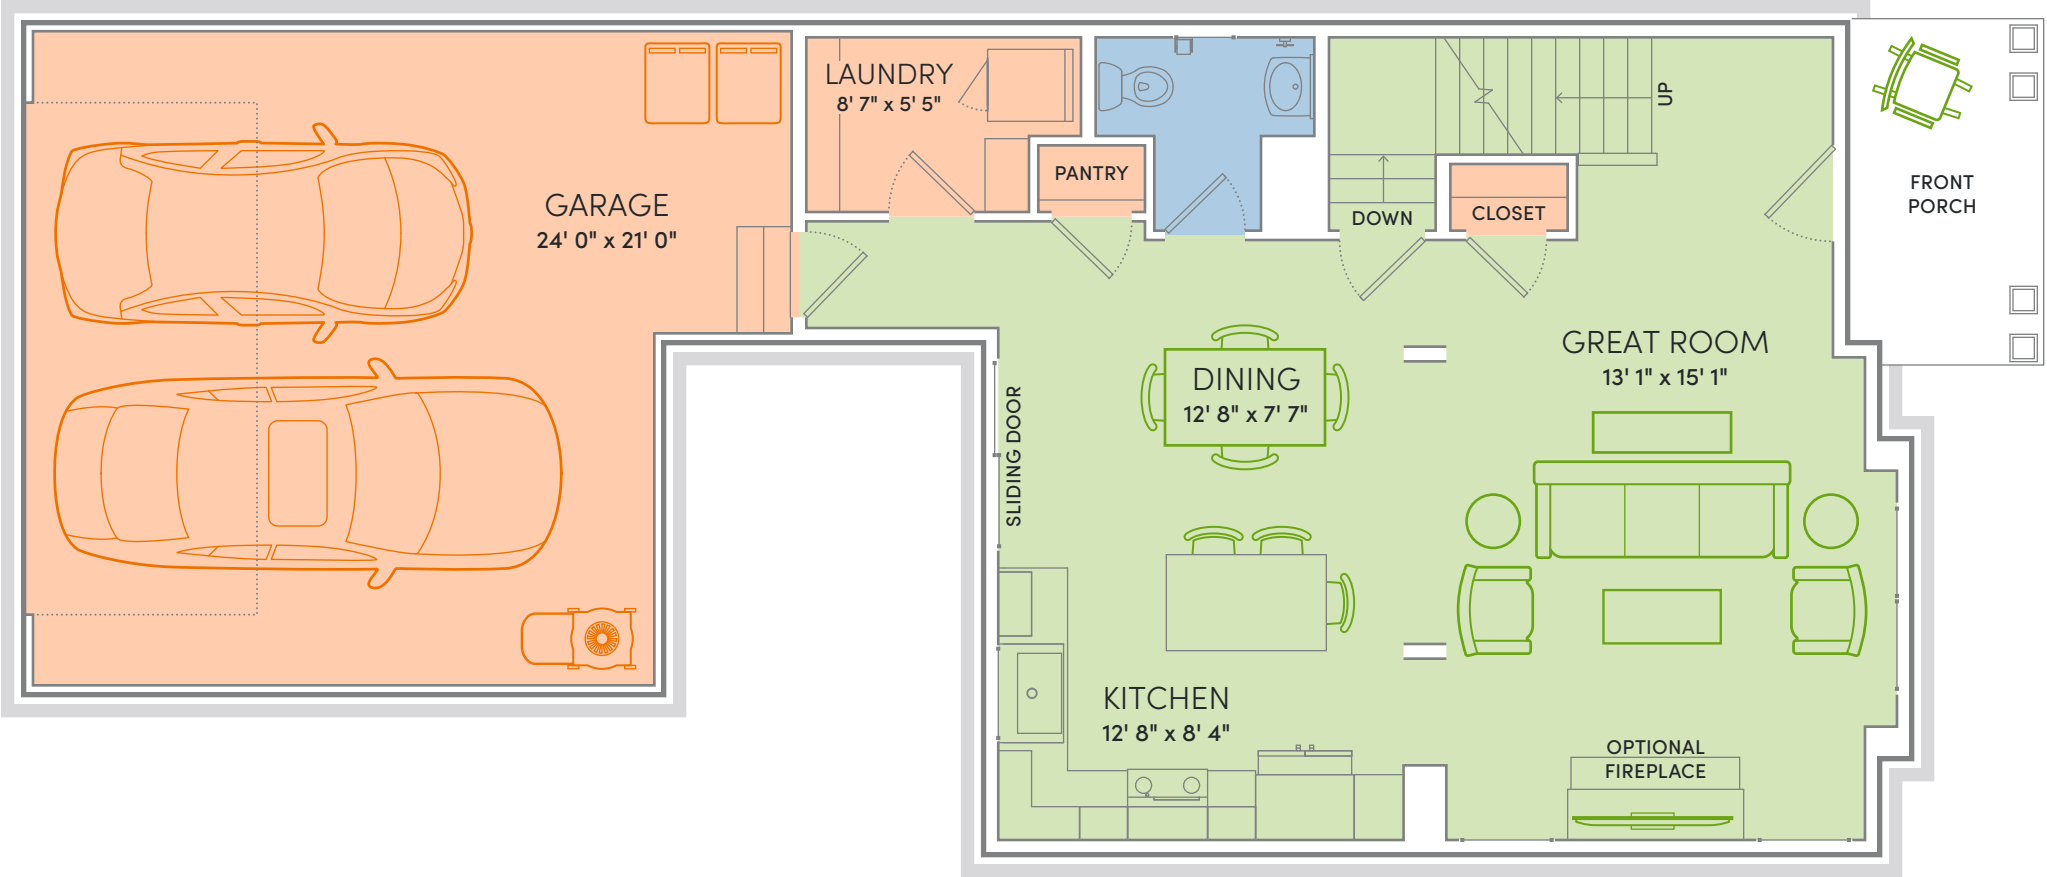 GARAGE
24' 0" x 21' 0"
LAUNDRY
8' 7" x 5' 5"
PANTRY
DOWN
CLOSET
UP
FRONT
PORCH
GREAT ROOM
13' 1" x 15' 1"
DINING
12' 8" x 7' 7"
SLIDING DOOR
KITCHEN
12' 8" x 8' 4"
OPTIONAL
FIREPLACE